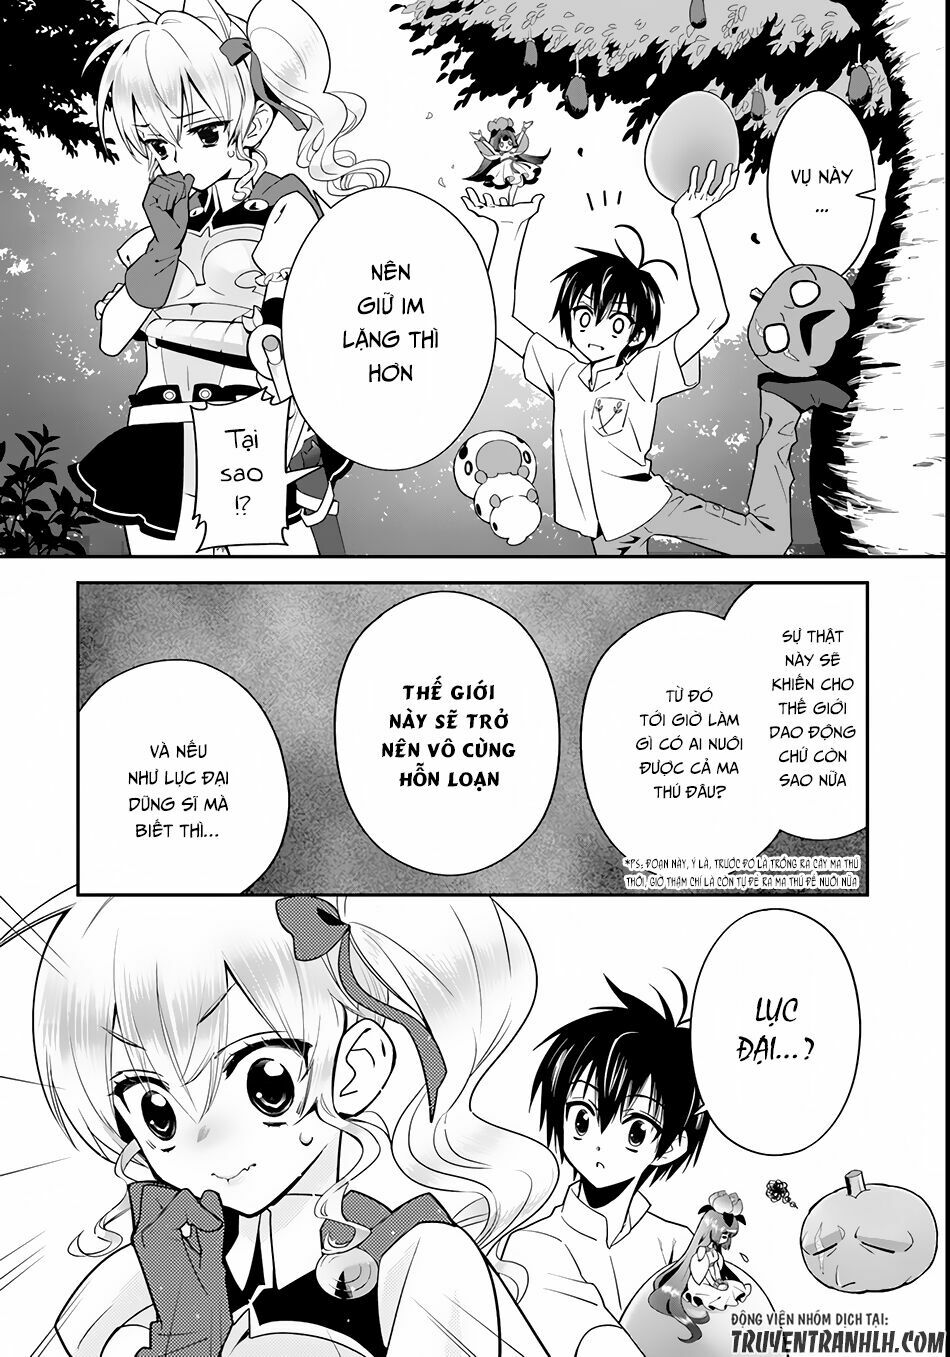 VỤ NÀY
...
NÊN
GIỮ IM
LẶNG THÌ
HƠN
Tại
sao
!?
SỰ THẬT
NÀY SẼ
KHIẾN CHO
THẾ GIỚI
DAO ĐỘNG
CHỨ CÒN
SAO NỮA
TỪ ĐÓ
TỚI GIỜ LÀM
GÌ CÓ AI NUÔI
ĐƯỢC CẢ MA
THÚ ĐÂU?
*PS: ĐOẠN NÀY, Ý LÀ, TRƯỚC ĐÓ LÀ TRỒNG RA CÂY MA THÚ
THÔI, GIỜ THẬM CHÍ LÀ CÒN TỰ ĐẺ RA MA THÚ ĐỂ NUÔI NỮA
THẾ GIỚI
NÀY SẼ TRỞ
NÊN VÔ CÙNG
HỖN LOẠN
VÀ NẾU
NHƯ LỤC ĐẠI
DŨNG SĨ MÀ
BIẾT THÌ...
LỤC
ĐẠI...?
ĐỘNG VIÊN NHÓM DỊCH TẠI:
TRUYENTRANHLH.COM